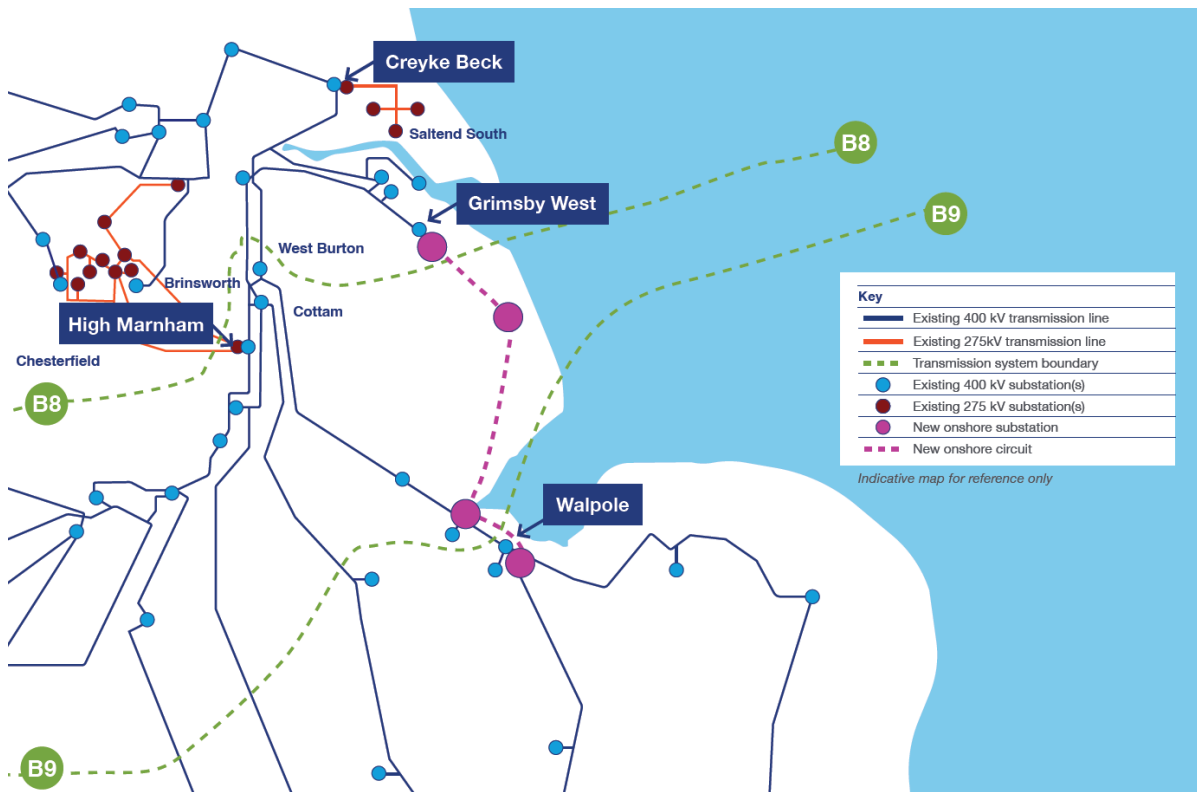 Creyke Beck
Saltend South
B8
Grimsby West
B9
West Burton
Brinsworth
Cottam
High Marnham
Chesterfield
B8
Key
Existing 400 kV transmission line
Existing 275kV transmission line
Transmission system boundary
Existing 400 kV substation(s)
Existing 275 kV substation(s)
New onshore substation
New onshore circuit
Indicative map for reference only
Walpole
B9